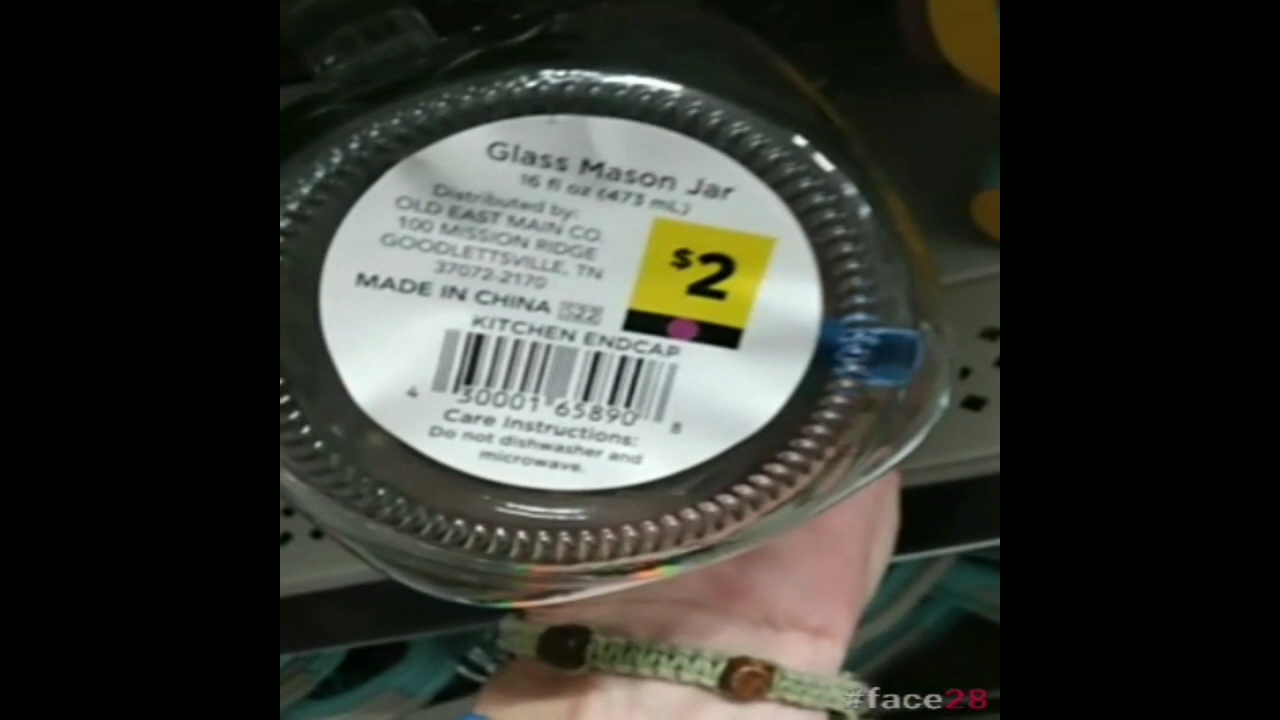 Glass Mason Jar
16 fl oz (473 mL)
Distributed by:
OLD EAST MAIN CO.
100 MISSION RIDGE
GOODLETTSVILLE, TN
37072-2170
MADE IN CHINA S22
$2
KITCHEN ENDCAP
4 30001 65890 8
Care Instructions:
Do not dishwasher and
microwave.
#face28